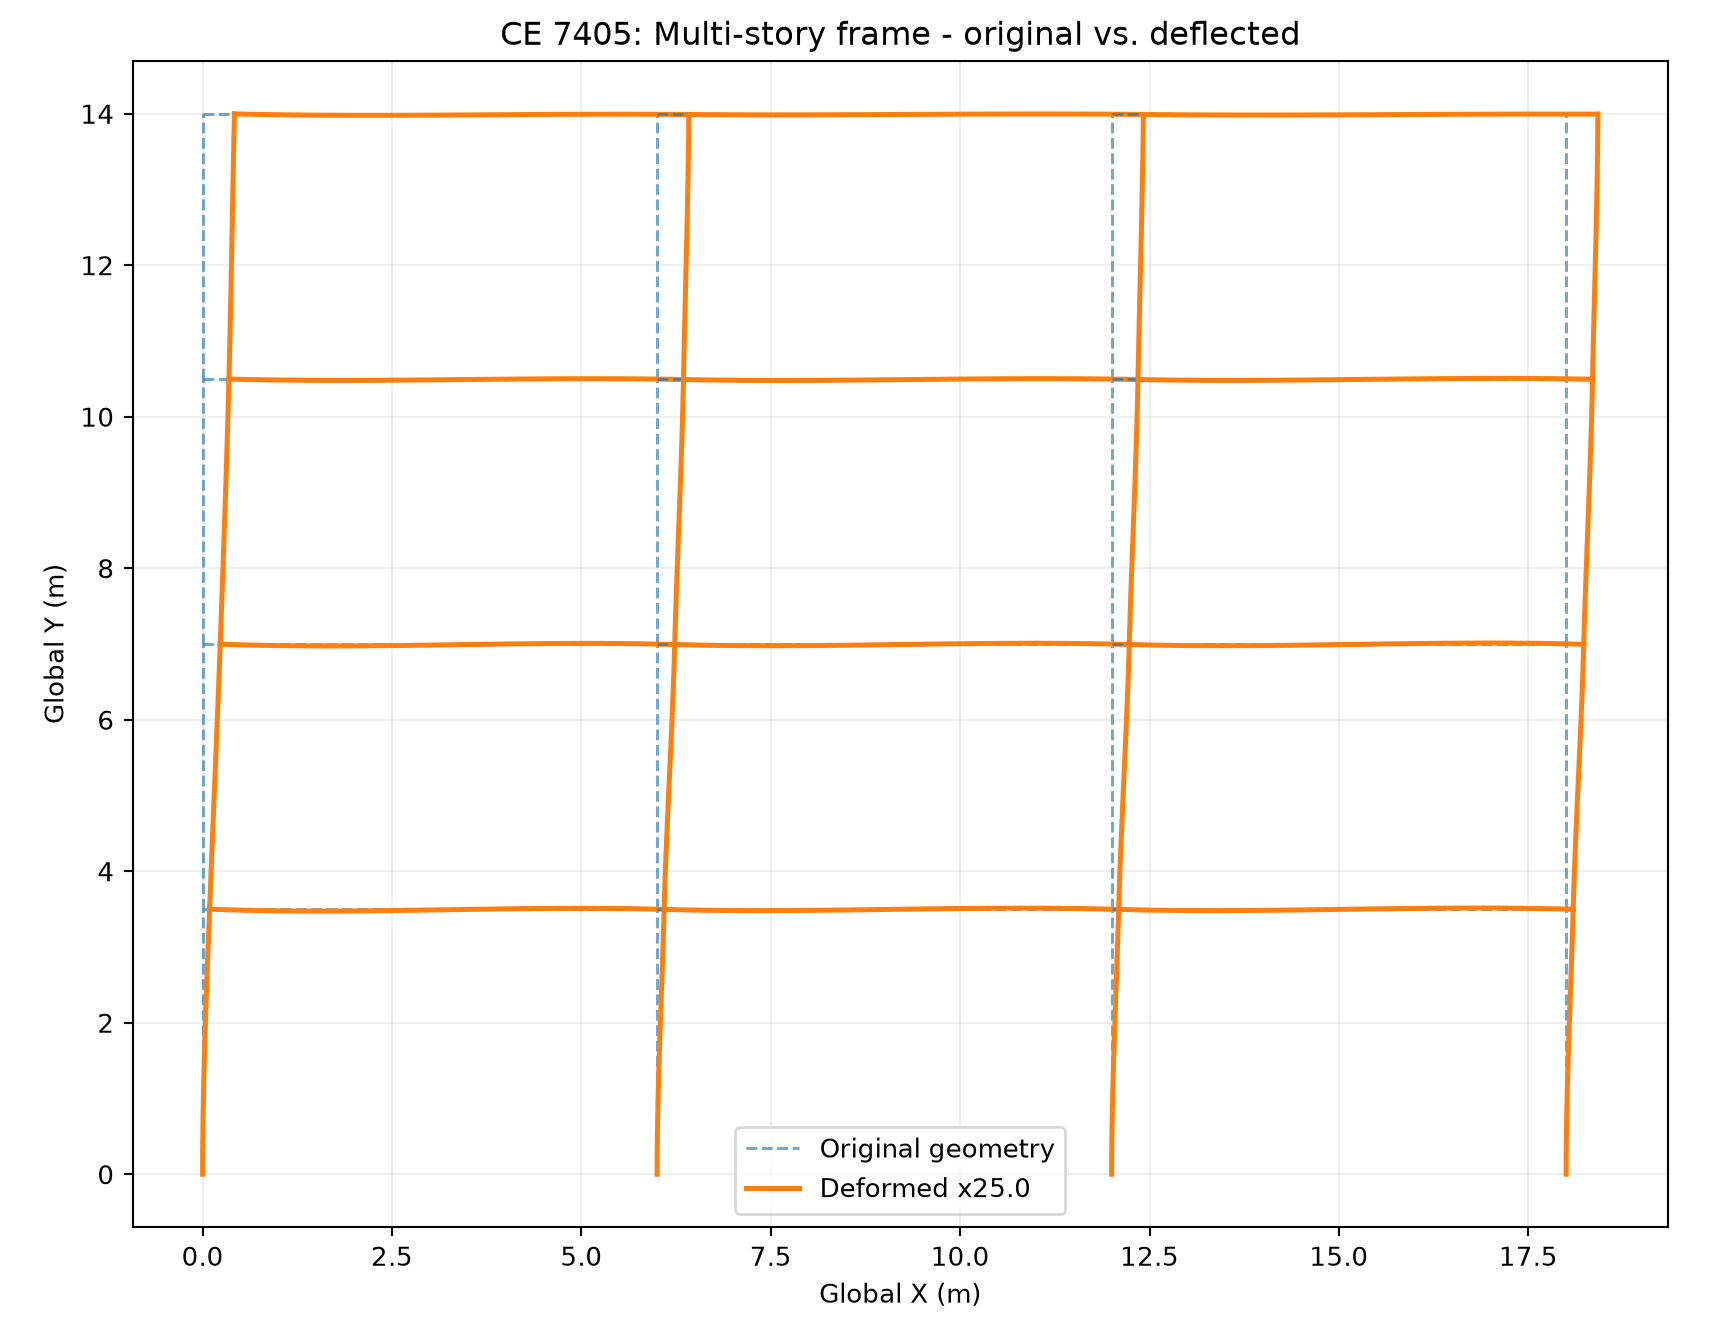 CE 7405: Multi-story frame - original vs. deflected
14
12
10
8
6
4
2
0
Global Y (m)
Original geometry
Deformed x25.0
0.0 2.5 5.0 7.5 10.0 12.5 15.0 17.5
Global X (m)